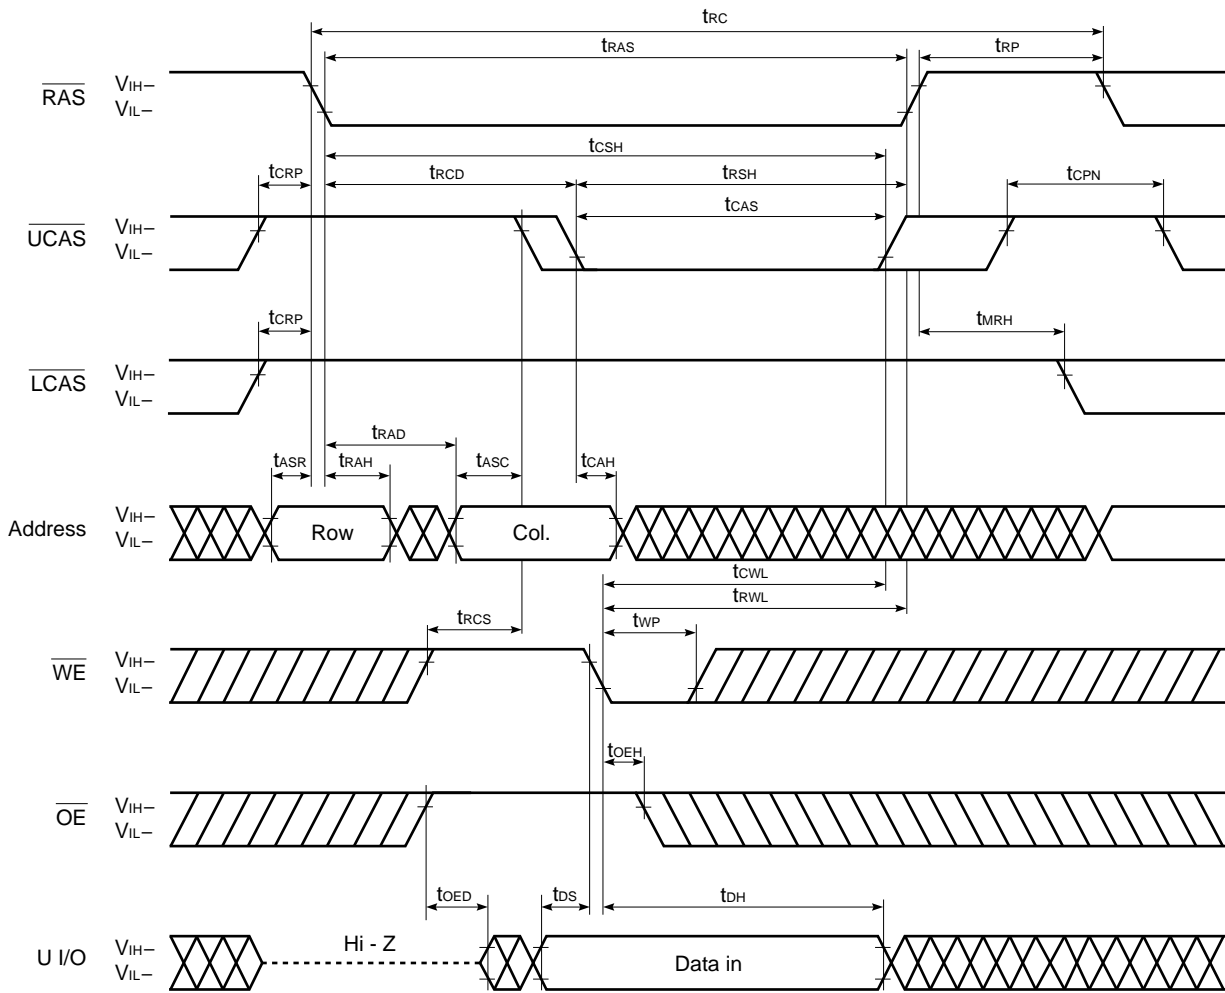 tRC
tRAS
tRP
RAS
VIH–
VIL–
tCSH
tCRP
tRCD
tRSH
tCPN
tCAS
UCAS
VIH–
VIL–
tCRP
tMRH
LCAS
VIH–
VIL–
tRAD
tASR
tRAH
tASC
tCAH
Address
VIH–
VIL–
Row
Col.
tCWL
tRWL
tRCS
tWP
WE
VIH–
VIL–
tOEH
OE
VIH–
VIL–
tOED
tDS
tDH
U I/O
VIH–
VIL–
Hi - Z
Data in